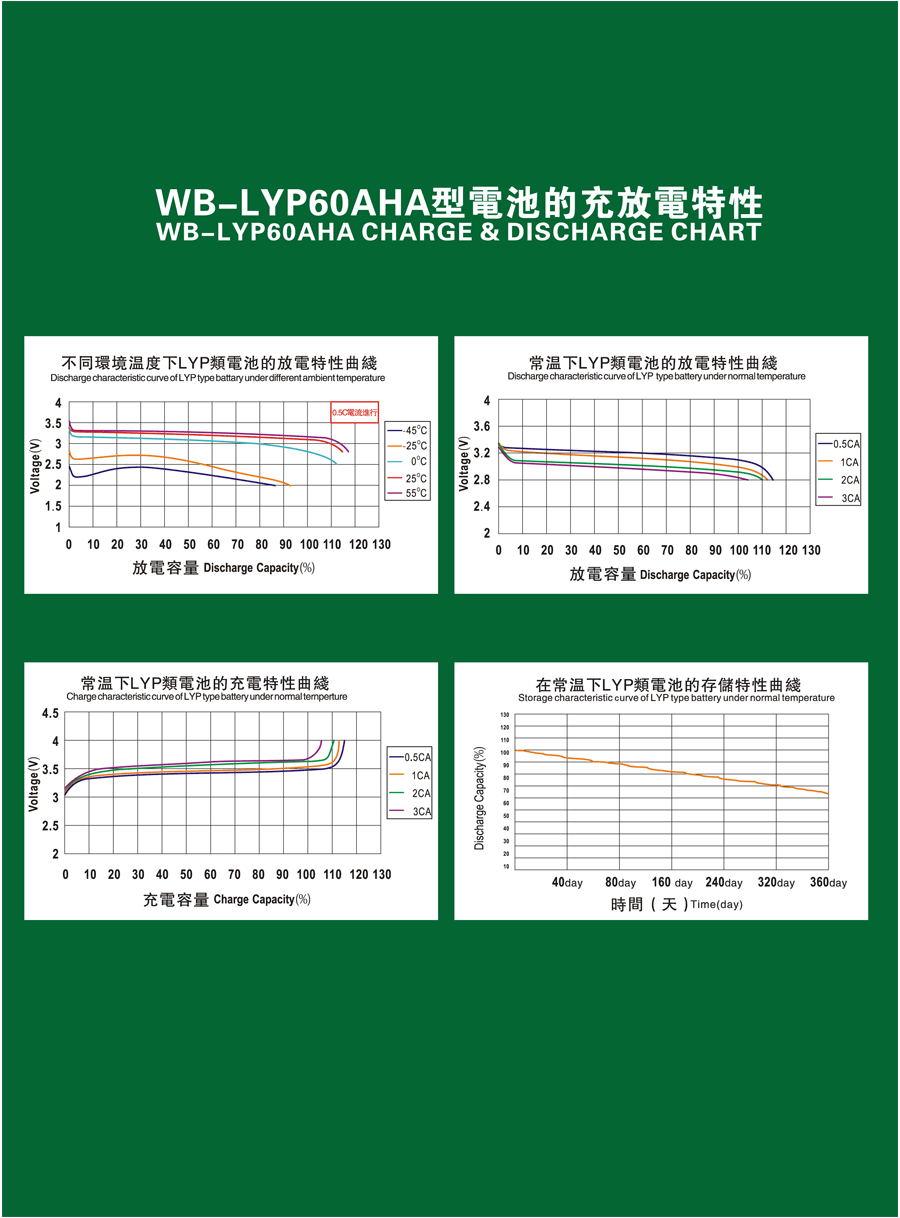 WB–LYP60AHA型電池的充放電特性
WB–LYP60AHA CHARGE & DISCHARGE CHART
不同環境温度下LYP類電池的放電特性曲綫
Discharge characteristic curve of LYP type battary under different ambient temperature
0.5C電流進行
Voltage(V)
4
3.5
3
2.5
2
1.5
1
0 10 20 30 40 50 60 70 80 90 100 110 120 130
放電容量 Discharge Capacity(%)
-45°C
-25°C
0°C
25°C
55°C
常温下LYP類電池的放電特性曲綫
Discharge characteristic curve of LYP type battary under normal temperature
Voltage(V)
4
3.6
3.2
2.8
2.4
2
0 10 20 30 40 50 60 70 80 90 100 110 120 130
放電容量 Discharge Capacity(%)
0.5CA
1CA
2CA
3CA
常温下LYP類電池的充電特性曲綫
Charge characteristic curve of LYP type battery under normal temperture
Voltage(V)
4.5
4
3.5
3
2.5
2
0 10 20 30 40 50 60 70 80 90 100 110 120 130
充電容量 Charge Capacity(%)
0.5CA
1CA
2CA
3CA
在常温下LYP類電池的存儲特性曲綫
Storage characteristic curve of LYP type battery under normal temperature
Discharge Capacity(%)
130
120
110
100
90
80
70
60
50
40
30
20
10
40day 80day 160 day 240day 320day 360day
時間 ( 天 ) Time(day)